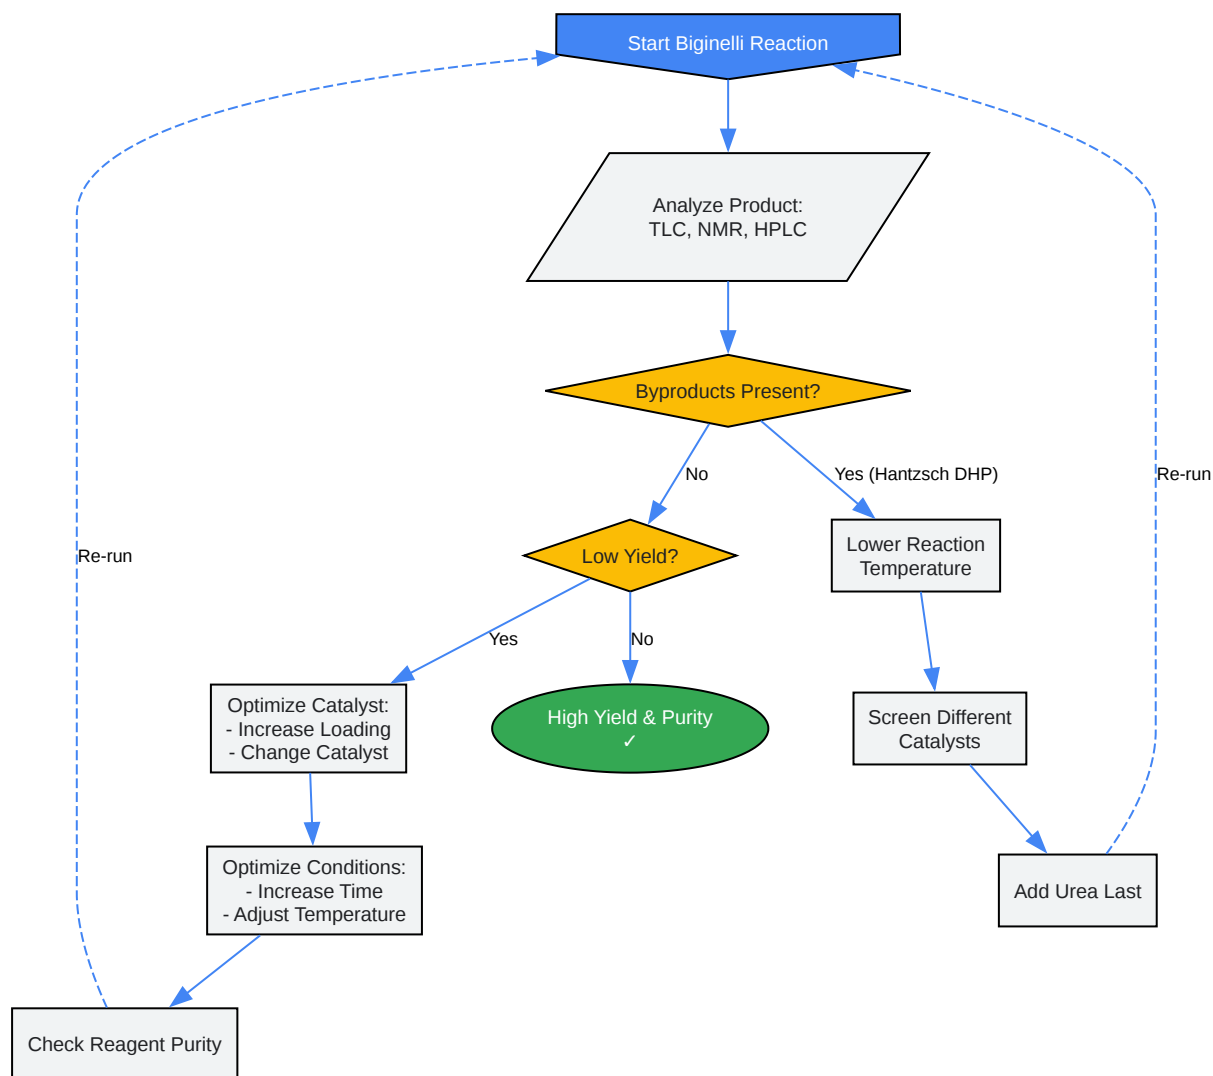 Start Biginelli Reaction
Analyze Product:
TLC, NMR, HPLC
Byproducts Present?
No
Yes (Hantzsch DHP)
Re-run
Low Yield?
Lower Reaction
Temperature
Re-run
Yes
No
Optimize Catalyst:
- Increase Loading
- Change Catalyst
High Yield & Purity
✓
Screen Different
Catalysts
Optimize Conditions:
- Increase Time
- Adjust Temperature
Add Urea Last
Check Reagent Purity